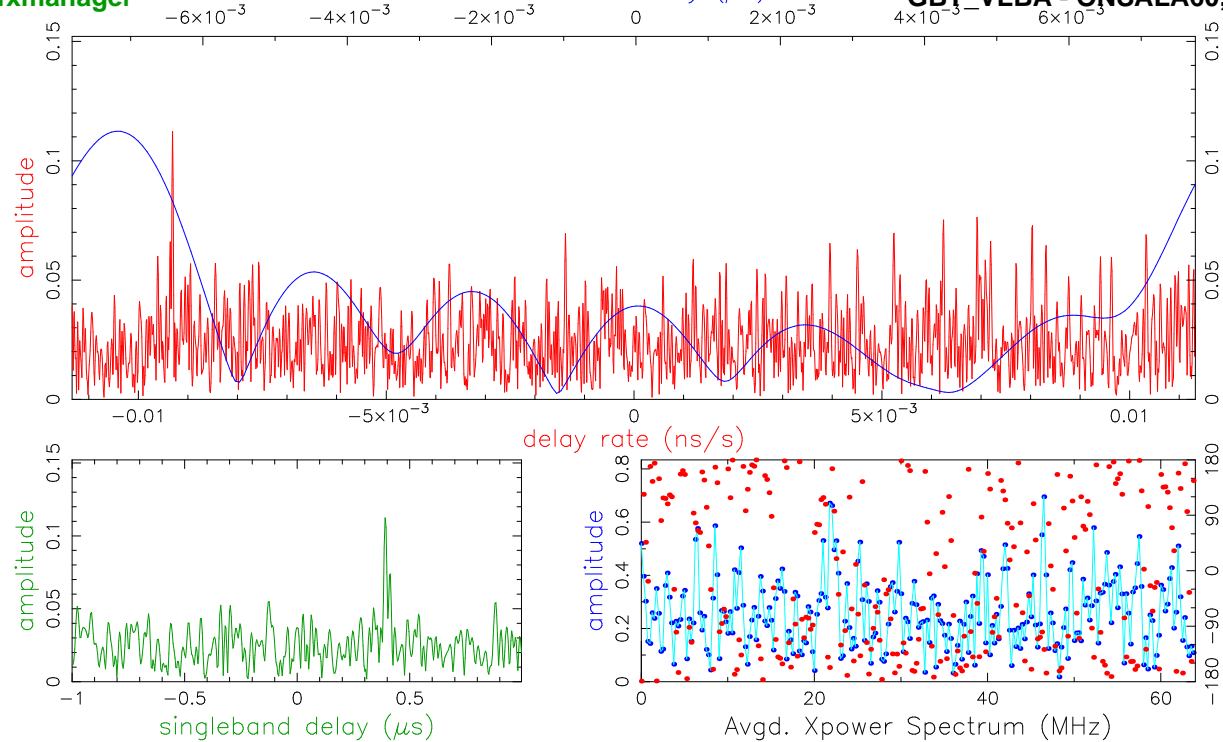 −6×10⁻³ −4×10⁻³ −2×10⁻³ 0 2×10⁻³ 4×10⁻³ 6×10⁻³
0.15 0.15
0.1 0.1
amplitude
0.05 0.05
0 0
−0.01 −5×10⁻³ 0 5×10⁻³ 0.01
delay rate (ns/s)
0.15
0.1
amplitude
0.05
0
−1 −0.5 0 0.5
singleband delay (μs)
0.8 180
0.6 90
amplitude
0.4 0
0.2 −90
0 −180
0 20 40 60
Avgd. Xpower Spectrum (MHz)